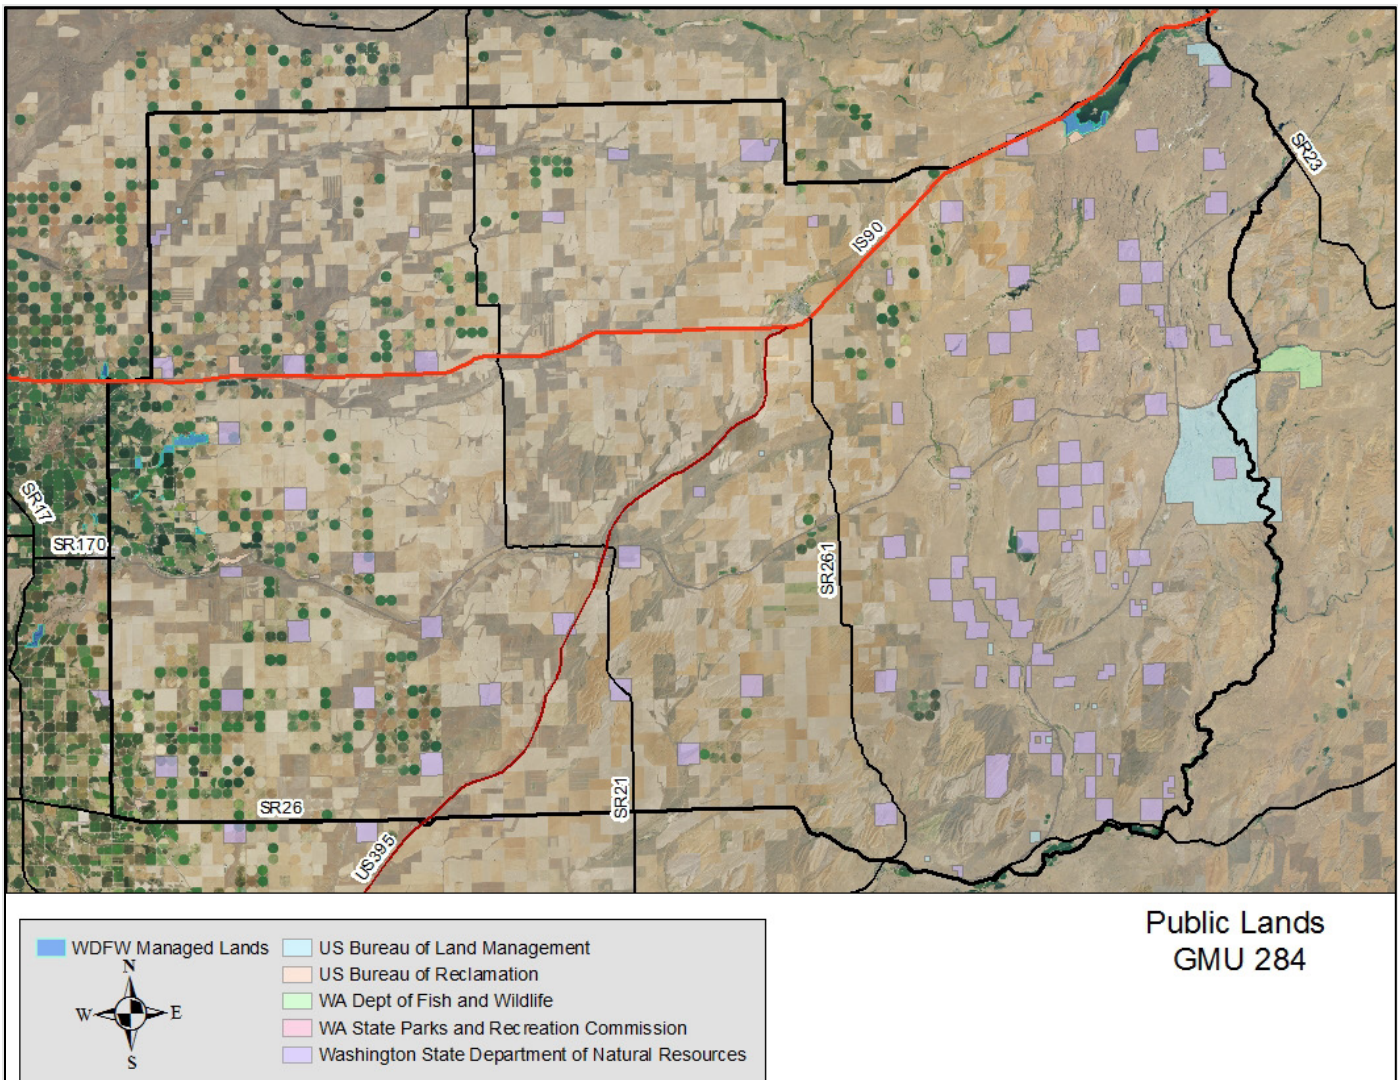 SR23
IS90
SR17
SR170
SR261
SR26
SR21
US395
Public Lands
GMU 284
WDFW Managed Lands
US Bureau of Land Management
US Bureau of Reclamation
WA Dept of Fish and Wildlife
WA State Parks and Recreation Commission
Washington State Department of Natural Resources
N
W
E
S